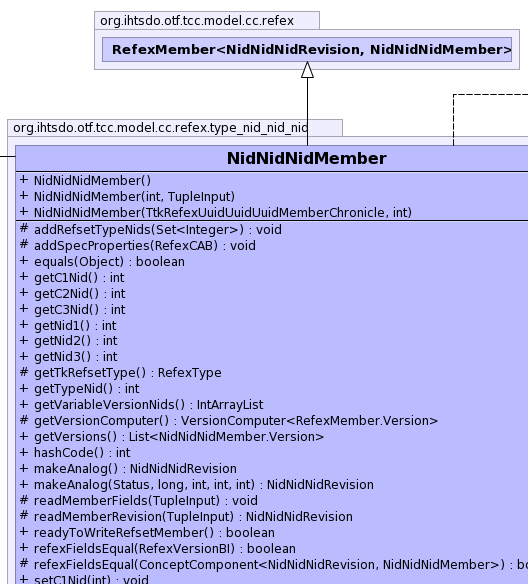 org.ihtsdo.otf.tcc.model.cc.refex
RefexMember<NidNidNidRevision, NidNidNidMember>
org.ihtsdo.otf.tcc.model.cc.refex.type_nid_nid_nid
NidNidNidMember
+ NidNidNidMember()
+ NidNidNidMember(int, TupleInput)
+ NidNidNidMember(TtkRefexUuidUuidUuidMemberChronicle, int)
# addRefsetTypeNids(Set<Integer>) : void
# addSpecProperties(RefexCAB) : void
+ equals(Object) : boolean
+ getC1Nid() : int
+ getC2Nid() : int
+ getC3Nid() : int
+ getNid1() : int
+ getNid2() : int
+ getNid3() : int
# getTkRefsetType() : RefexType
+ getTypeNid() : int
+ getVariableVersionNids() : IntArrayList
# getVersionComputer() : VersionComputer<RefexMember.Version>
+ getVersions() : List<NidNidNidMember.Version>
+ hashCode() : int
+ makeAnalog() : NidNidNidRevision
+ makeAnalog(Status, long, int, int, int) : NidNidNidRevision
# readMemberFields(TupleInput) : void
# readMemberRevision(TupleInput) : NidNidNidRevision
+ readyToWriteRefsetMember() : boolean
+ refexFieldsEqual(RefexVersionBI) : boolean
# refexFieldsEqual(ConceptComponent<NidNidNidRevision, NidNidNidMember>) :
+ setC1Nid(int) : void